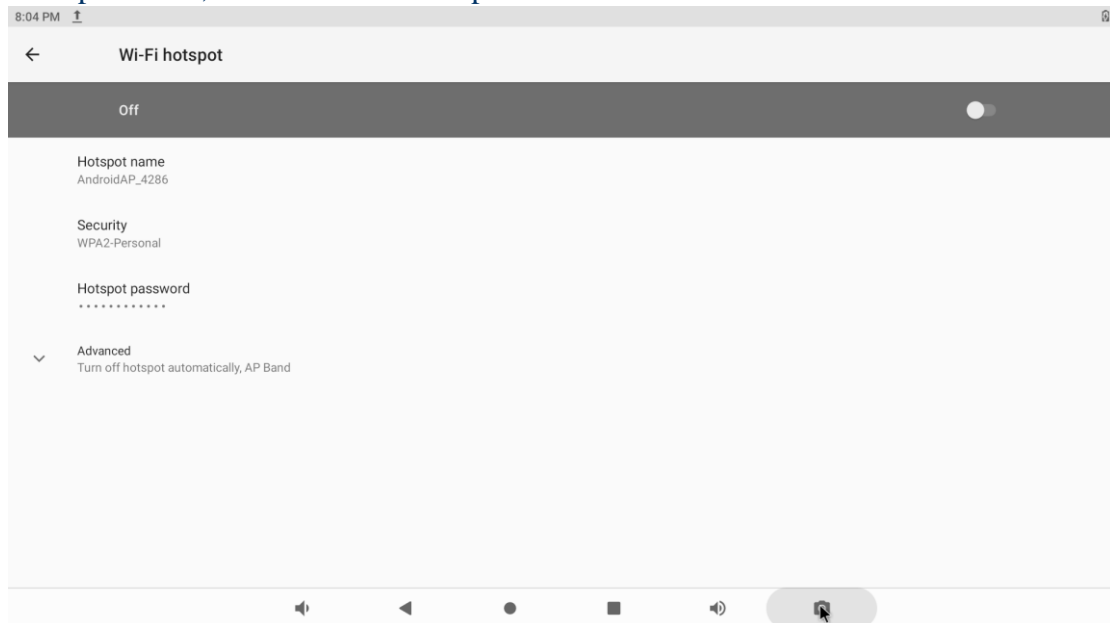 8:04 PM
Wi-Fi hotspot
Off
Hotspot name
AndroidAP_4286
Security
WPA2-Personal
Hotspot password
············
Advanced
Turn off hotspot automatically, AP Band